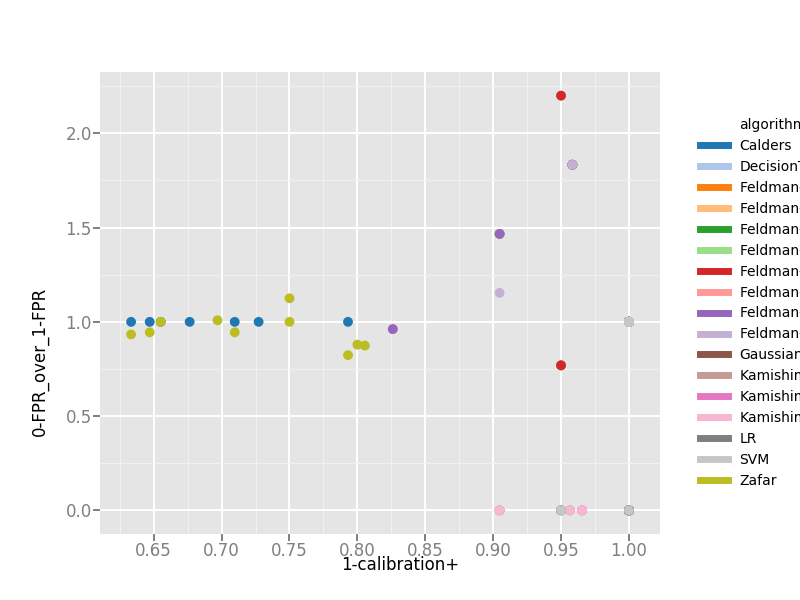 algorithm
Calders
Decision
Feldman
Feldman
Feldman
Feldman
Feldman
Feldman
Feldman
Feldman
Gaussian
Kamishin
Kamishin
Kamishin
LR
SVM
Zafar
2.0
1.5
1.0
0.5
0.0
0-FPR_over_1-FPR
0.65 0.70 0.75 0.80 0.85 0.90 0.95 1.00
1-calibration+